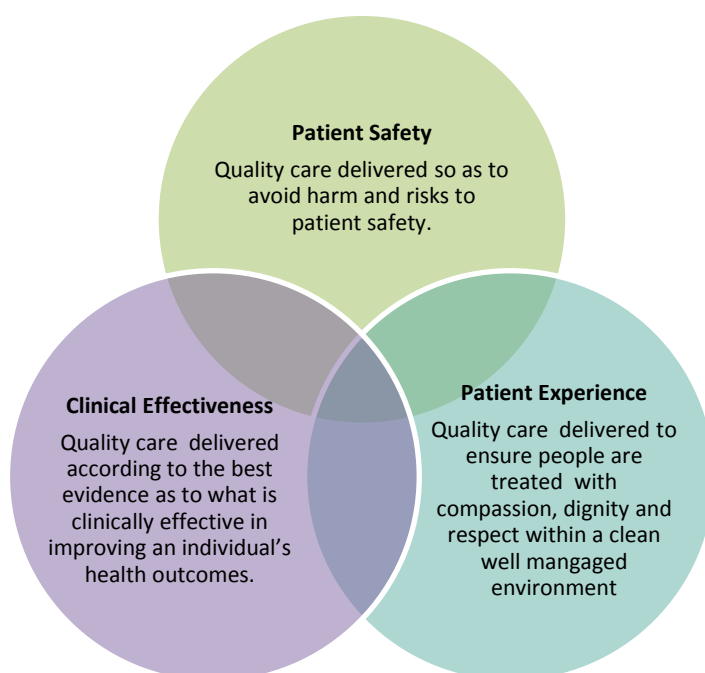 Patient Safety
Quality care delivered so as to
avoid harm and risks to
patient safety.
Clinical Effectiveness
Quality care  delivered
according to the best
evidence as to what is
clinically effective in
improving an individual’s
health outcomes.
Patient Experience
Quality care  delivered to
ensure people are
treated  with
compassion, dignity and
respect within a clean
well mangaged
environment